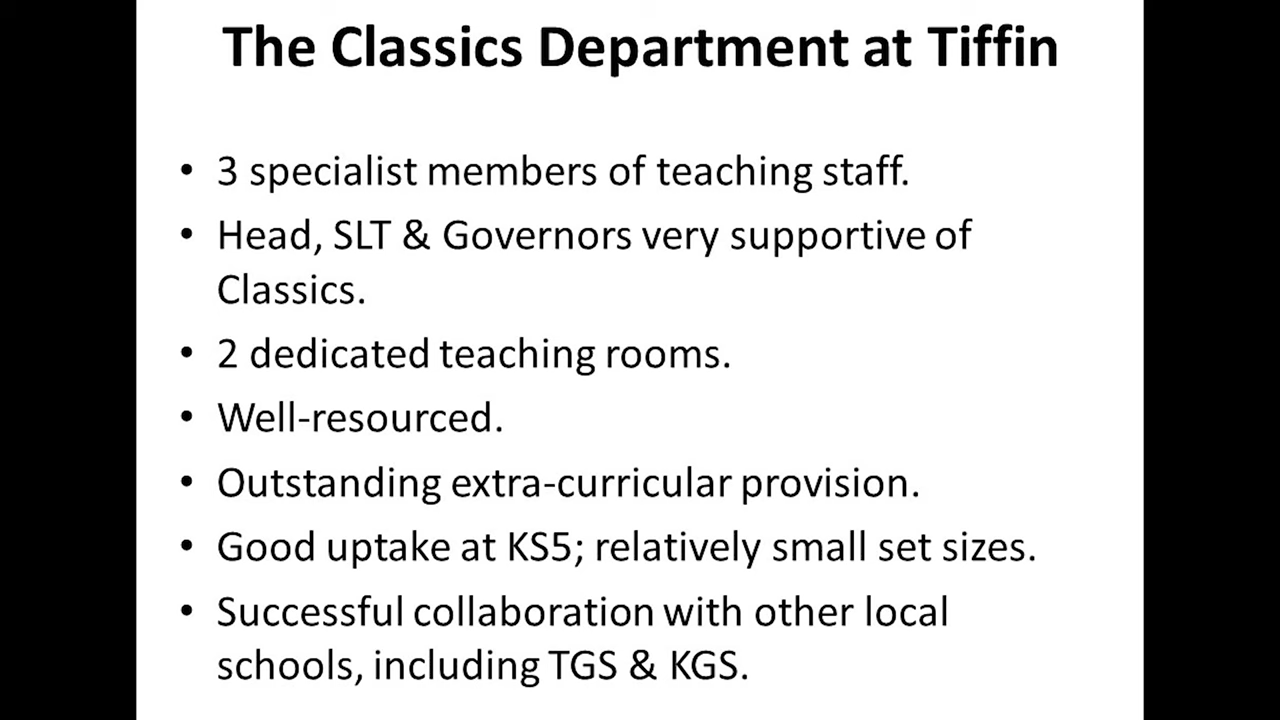 The Classics Department at Tiffin
• 3 specialist members of teaching staff.
• Head, SLT & Governors very supportive of
Classics.
• 2 dedicated teaching rooms.
• Well-resourced.
• Outstanding extra-curricular provision.
• Good uptake at KS5; relatively small set sizes.
• Successful collaboration with other local
schools, including TGS & KGS.